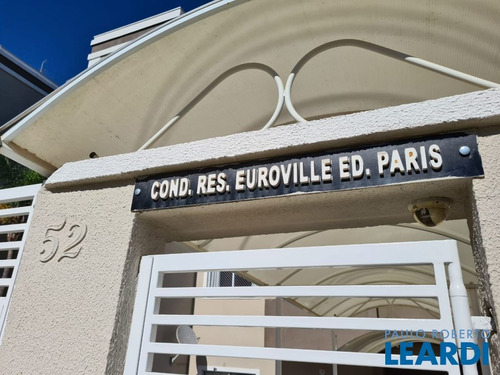 COND. RES. EUROVILLE ED. PARIS
52
PAULO ROBERTO
LEARDI